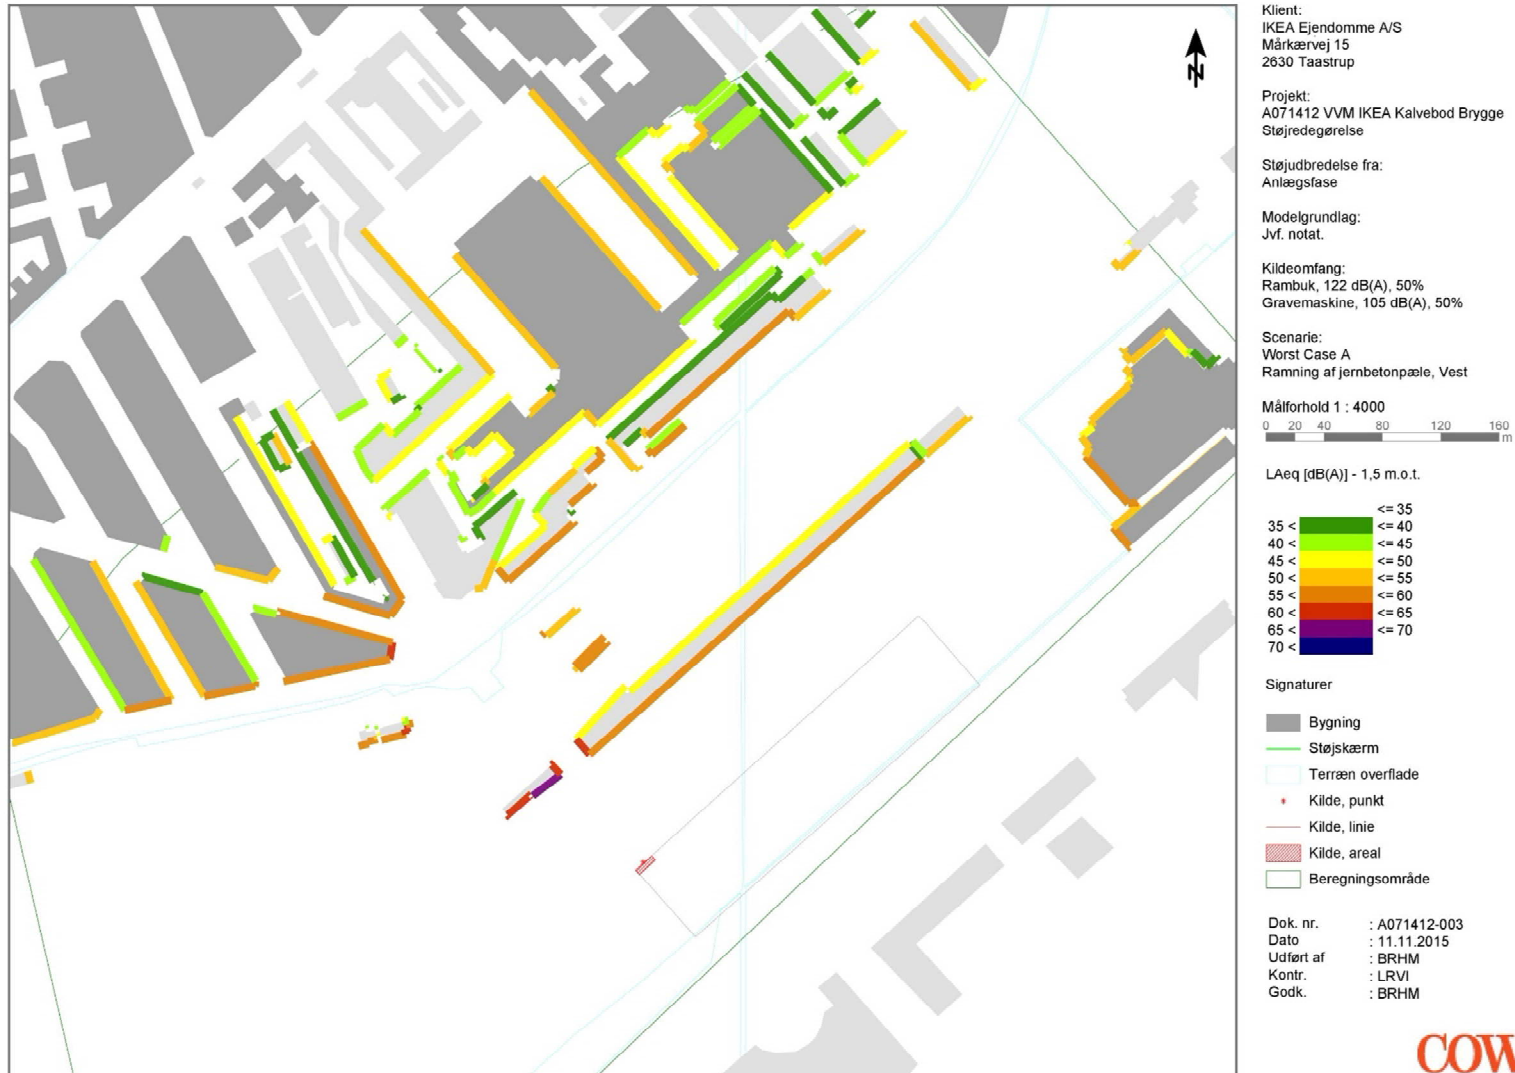 Klient:
IKEA Ejendomme A/S
Mårkærvej 15
2630 Taastrup
Projekt:
A071412 VVM IKEA Kalvebod Brygge
Støjredegørelse
Støjudbredelse fra:
Anlægsfase
Modelgrundlag:
Jvf. notat.
Kildeomfang:
Rambuk, 122 dB(A), 50%
Gravemaskine, 105 dB(A), 50%
Scenarie:
Worst Case A
Ramning af jernbetonpæle, Vest
Målforhold 1 : 4000
0 20 40 80 120 160
m
LAeq [dB(A)] - 1,5 m.o.t.
<= 35
35 < <= 40
40 < <= 45
45 < <= 50
50 < <= 55
55 < <= 60
60 < <= 65
65 < <= 70
70 <
Signaturer
Bygning
Støjskærm
Terræn overflade
Kilde, punkt
Kilde, linie
Kilde, areal
Beregningsområde
Dok. nr. : A071412-003
Dato : 11.11.2015
Udført af : BRHM
Kontr. : LRVI
Godk. : BRHM
COW
N